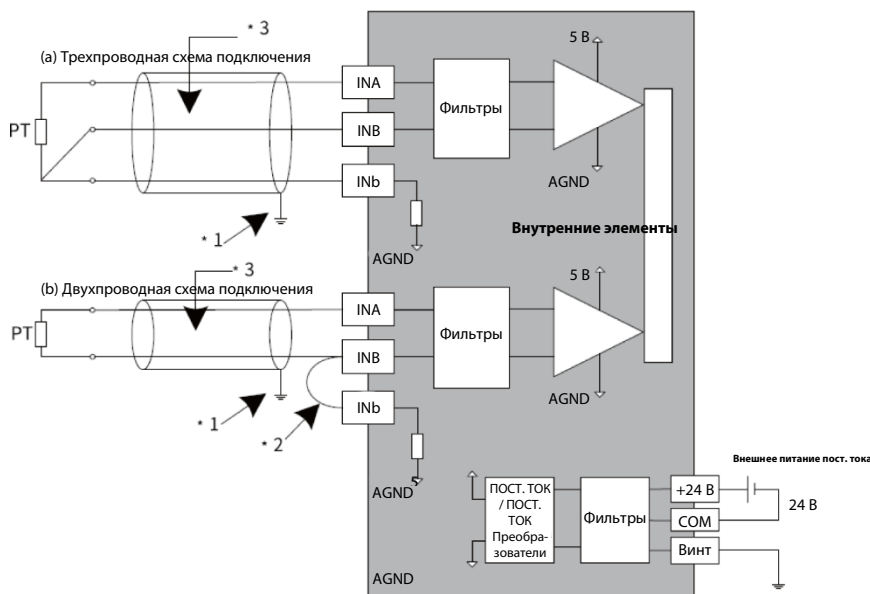 * 3
5 В
(a) Трехпроводная схема подключения
INA
Фильтры
PT
INB
INb
AGND
* 1
Внутренние элементы
AGND
* 3
5 В
(b) Двухпроводная схема подключения
INA
PT
Фильтры
INB
AGND
INb
* 1
* 2
Внешнее питание пост. тока
AGND
5
ПОСТ. ТОК
/ ПОСТ.
ТОК
Преобра-
зователи
Фильтры
+24 В
24 В
COM
Винт
AGND